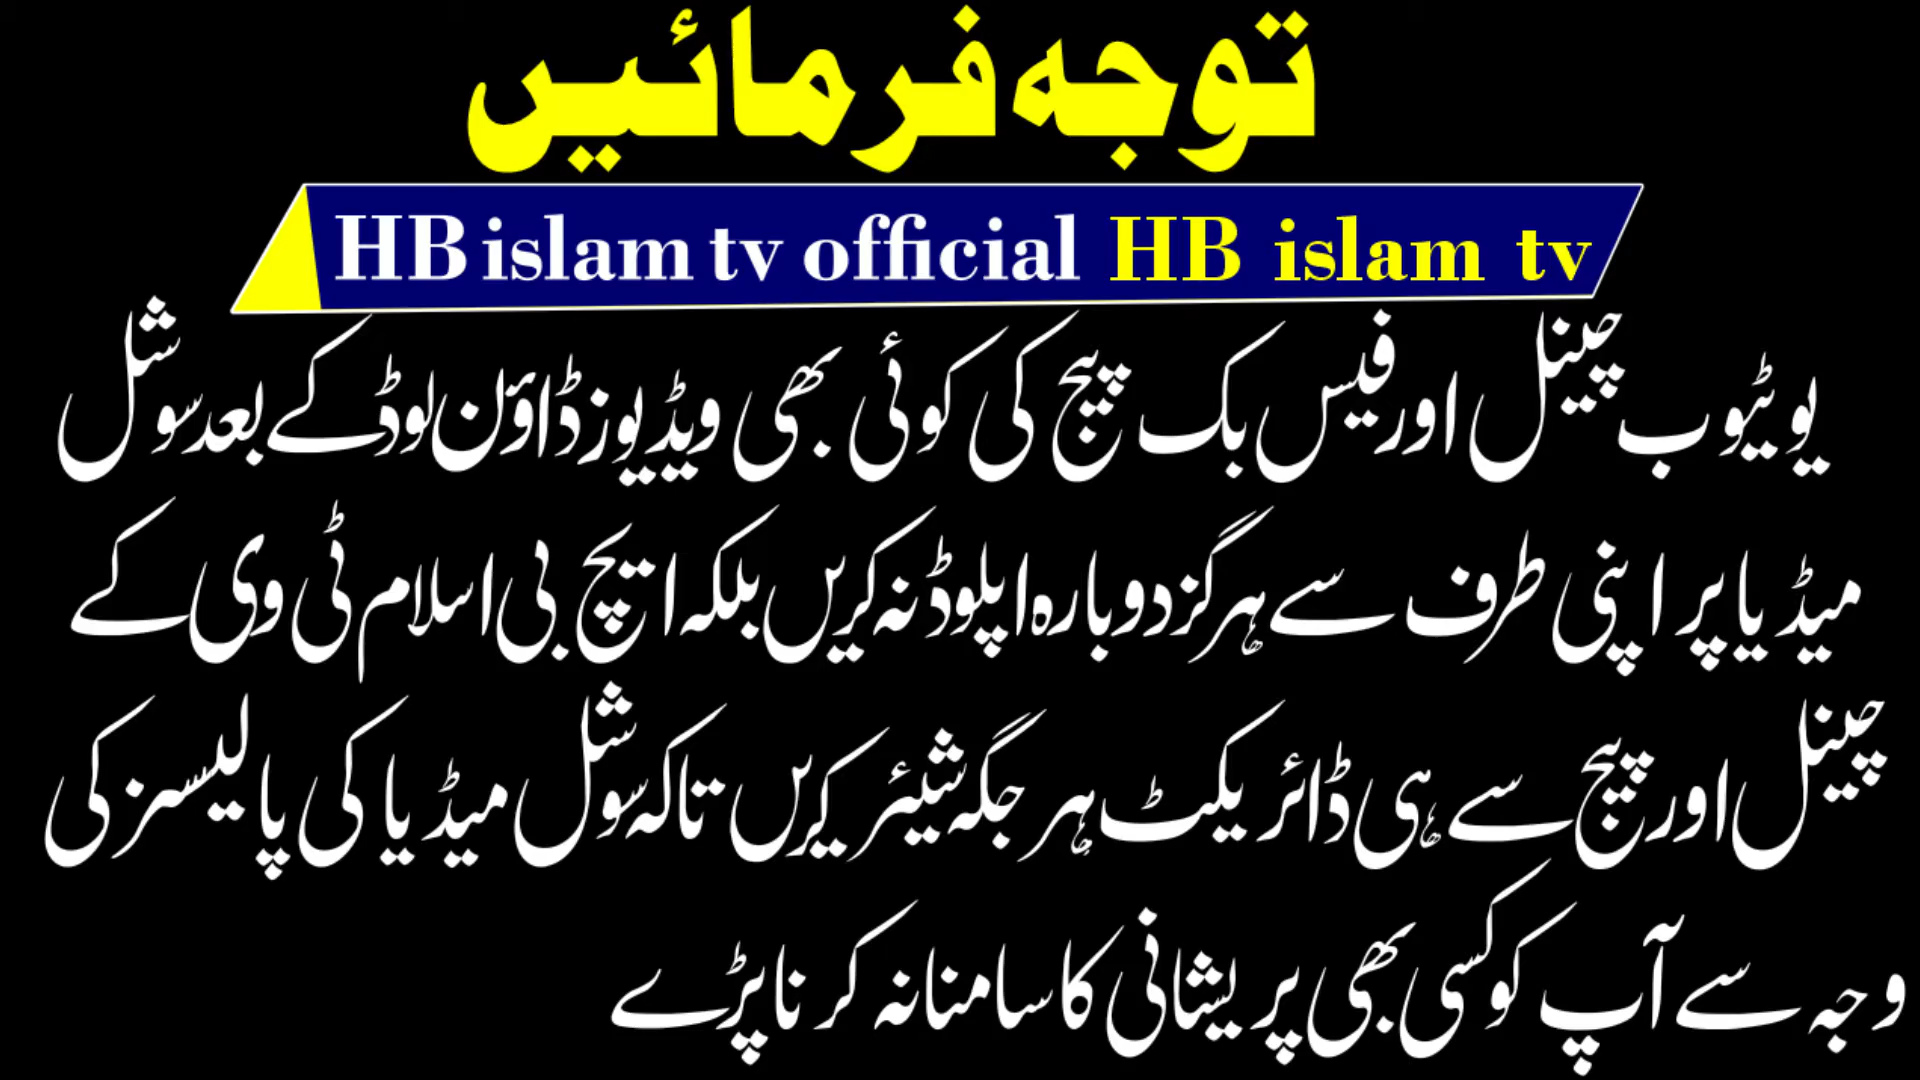 توجہ فرمائیں
HB islam tv official HB islam tv
یوٹیوب چینل اور فیس بک پیج کی کوئی بھی ویڈیوز ڈاؤن لوڈ کے بعد سوشل
میڈیا پر اپنی طرف سے ہرگز دوبارہ اپلوڈ نہ کریں بلکہ ایچ بی اسلام ٹی وی کے
چینل اور پیج سے ہی ڈائریکٹ ہر جگہ شیئر کریں تاکہ سوشل میڈیا کی پالیسز کی
وجہ سے آپ کو کسی بھی پریشانی کا سامنا نہ کرنا پڑے